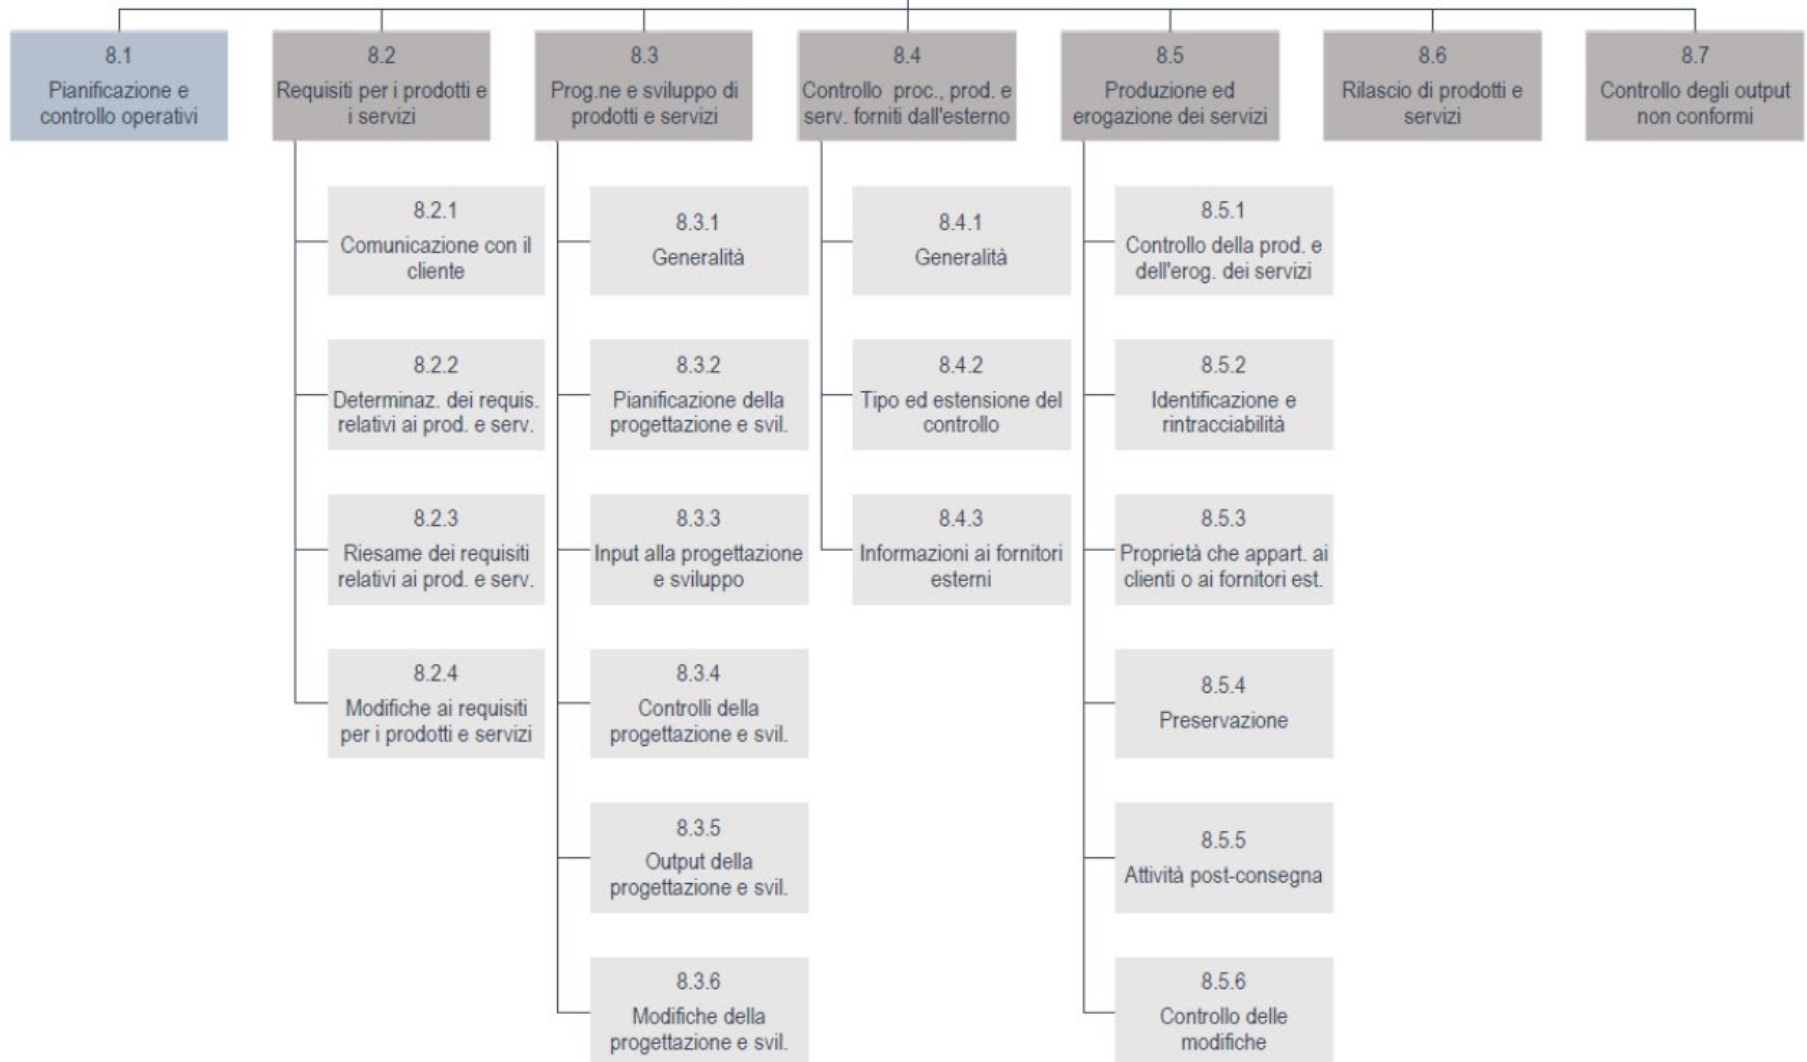 8.1
Pianificazione e
controllo operativi
8.2
Requisiti per i prodotti e
i servizi
8.3
Prog.ne e sviluppo di
prodotti e servizi
8.4
Controllo proc., prod. e
serv. forniti dall'esterno
8.5
Produzione ed
erogazione dei servizi
8.6
Rilascio di prodotti e
servizi
8.7
Controllo degli output
non conformi
8.2.1
Comunicazione con il
cliente
8.2.2
Determinaz. dei requis.
relativi ai prod. e serv.
8.2.3
Riesame dei requisiti
relativi ai prod. e serv.
8.2.4
Modifiche ai requisiti
per i prodotti e servizi
8.3.1
Generalità
8.3.2
Pianificazione della
progettazione e svil.
8.3.3
Input alla progettazione
e sviluppo
8.3.4
Controlli della
progettazione e svil.
8.3.5
Output della
progettazione e svil.
8.3.6
Modifiche della
progettazione e svil.
8.4.1
Generalità
8.4.2
Tipo ed estensione del
controllo
8.4.3
Informazioni ai fornitori
esterni
8.5.1
Controllo della prod. e
dell'erog. dei servizi
8.5.2
Identificazione e
rintracciabilità
8.5.3
Proprietà che appart. ai
clienti o ai fornitori est.
8.5.4
Preservazione
8.5.5
Attività post-consegna
8.5.6
Controllo delle
modifiche